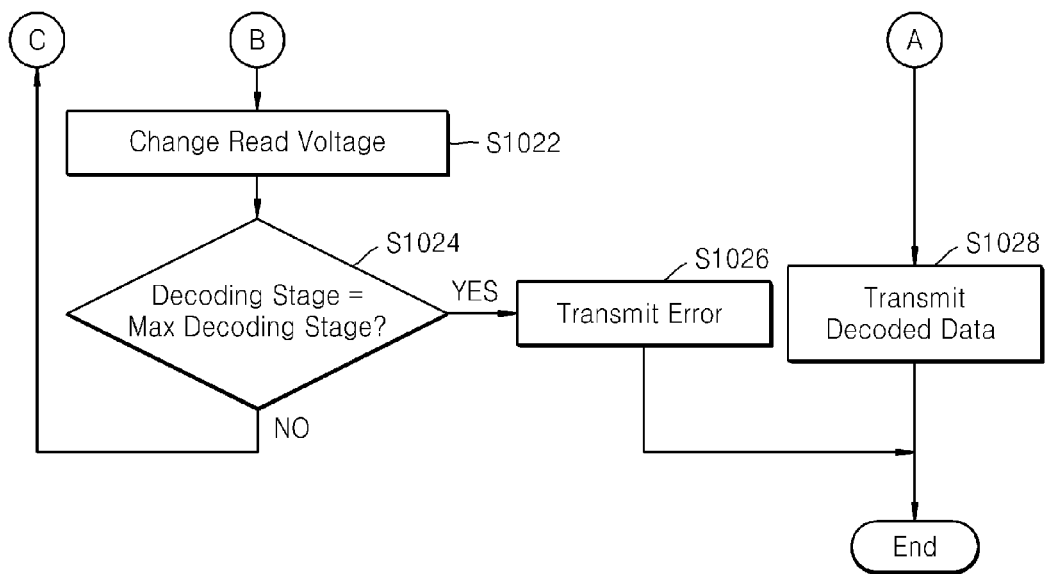 C
B
A
Change Read Voltage
S1022
S1024
Decoding Stage =
Max Decoding Stage?
YES
NO
S1026
Transmit Error
S1028
Transmit
Decoded Data
End